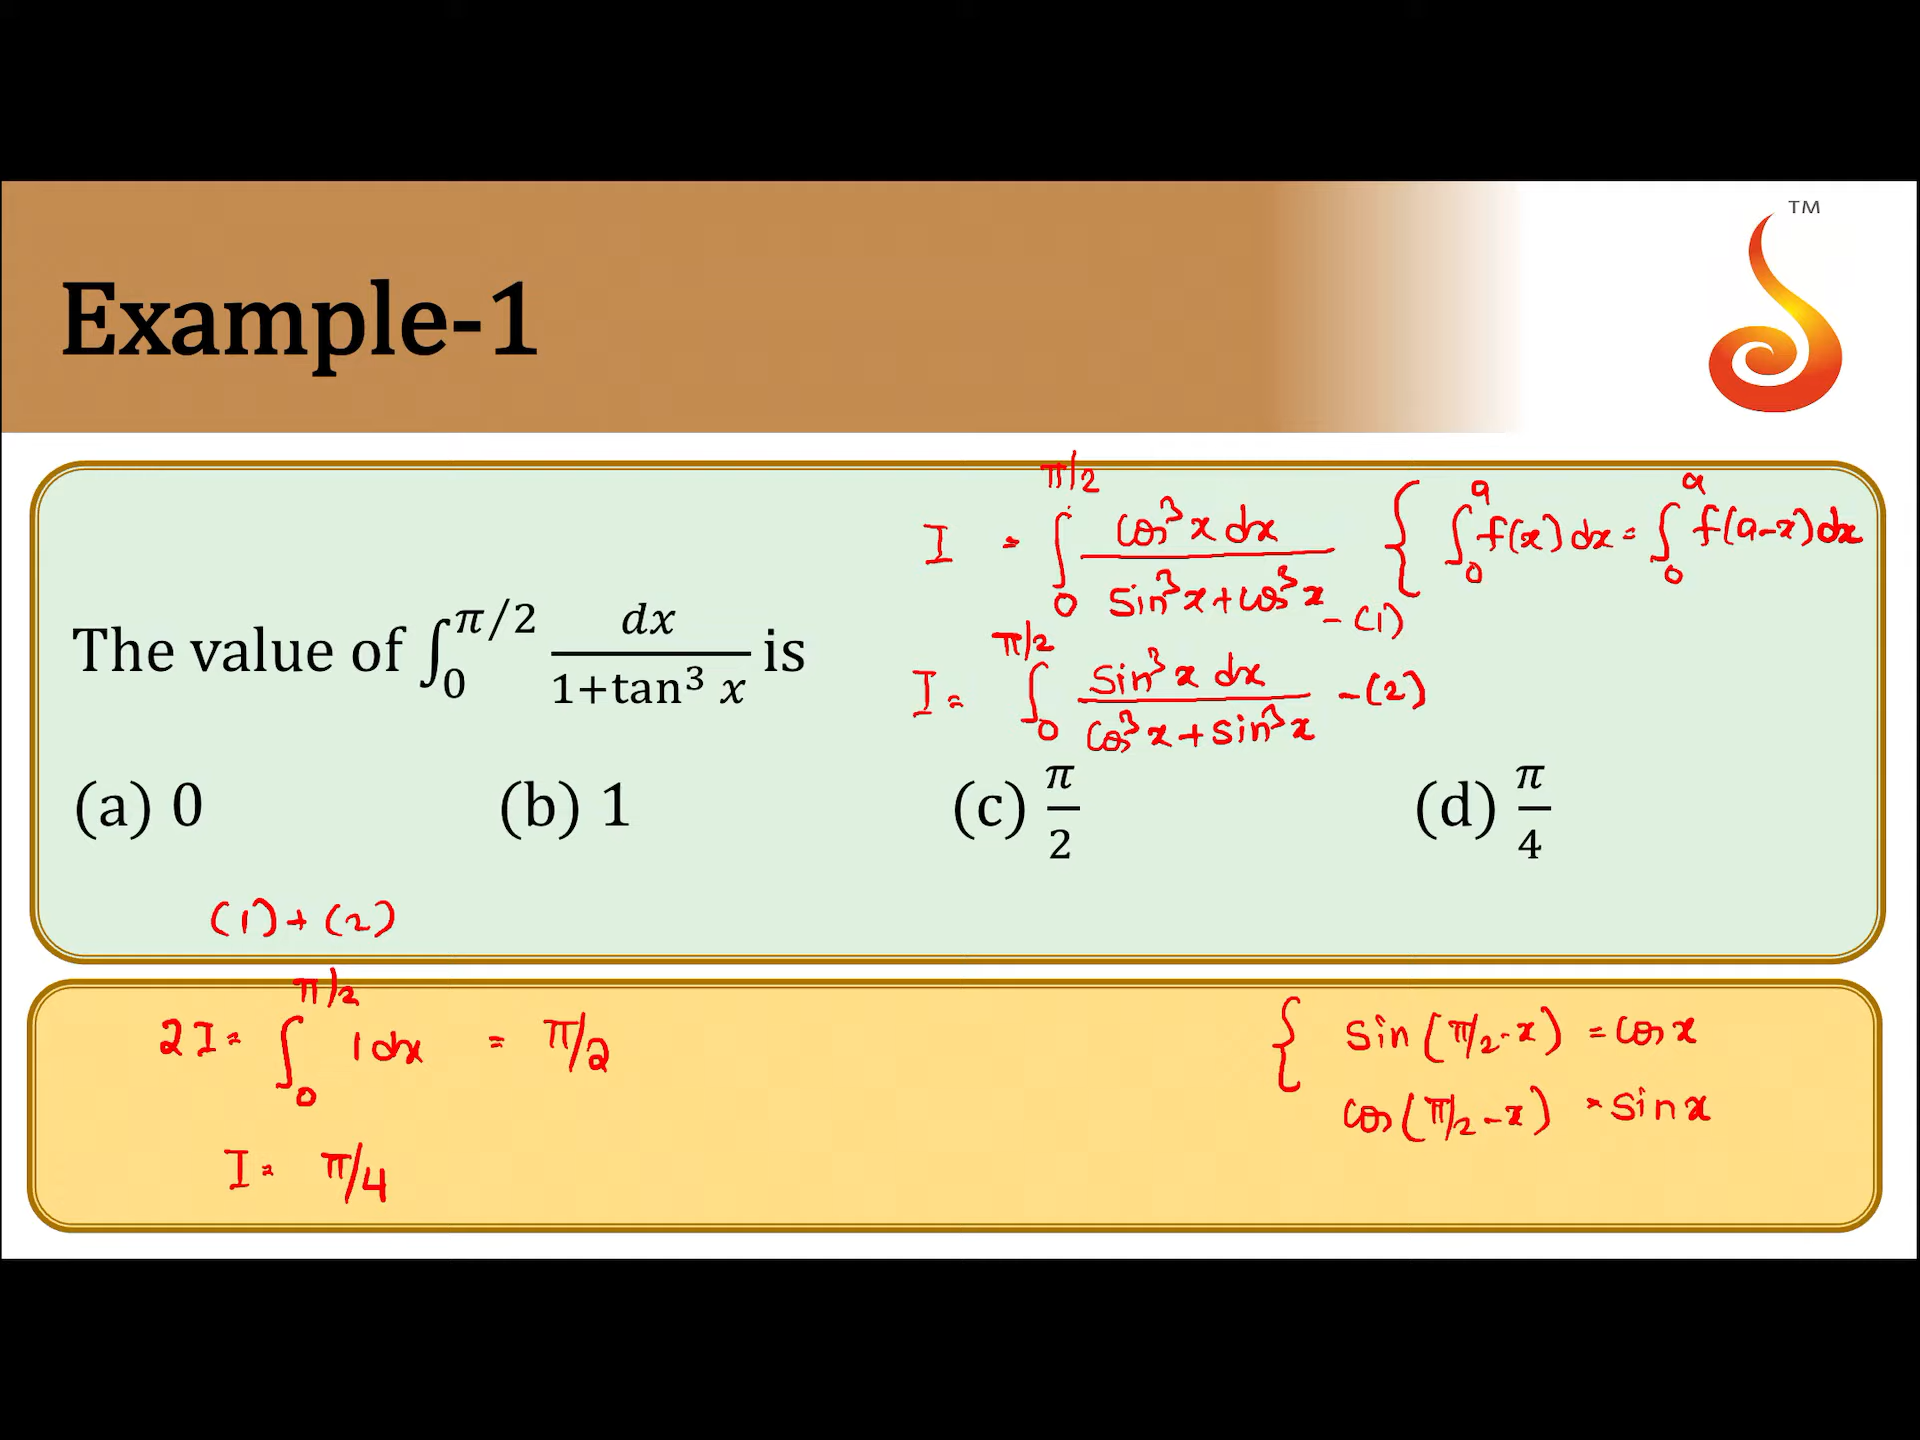 TM
Example-1
I = ∫₀^π/2 cos³x dx / sin³x + cos³x - (1) { ∫₀^a f(x) dx = ∫₀^a f(a-x) dx
The value of ∫₀^π/2 dx / 1+tan³ x is
I = ∫₀^π/2 sin³x dx / cos³x + sin³x - (2)
(a) 0 (b) 1 (c) π/2 (d) π/4
(1) + (2)
2I = ∫₀^π/2 1 dx = π/2
{ sin(π/2 - x) = cos x
cos(π/2 - x) = sin x
I = π/4